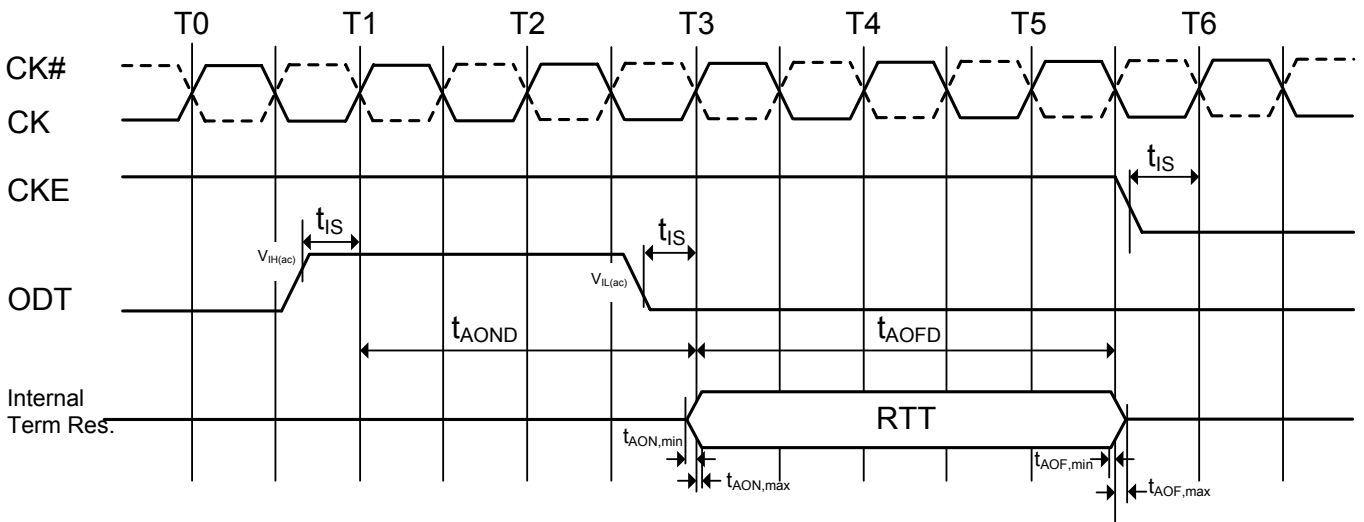 T0 T1 T2 T3 T4 T5 T6
CK#
CK
CKE
tIS
tIS
tIS
VIH(ac)
VIL(ac)
ODT
tAOND
tAOFD
Internal
Term Res.
RTT
tAON,min
tAOF,min
tAON,max
tAOF,max